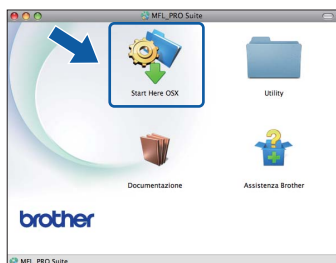 MFL_PRO Suite
Start Here OSX
Utility
Documentazione
Assistenza Brother
brother
MFL_PRO Suite